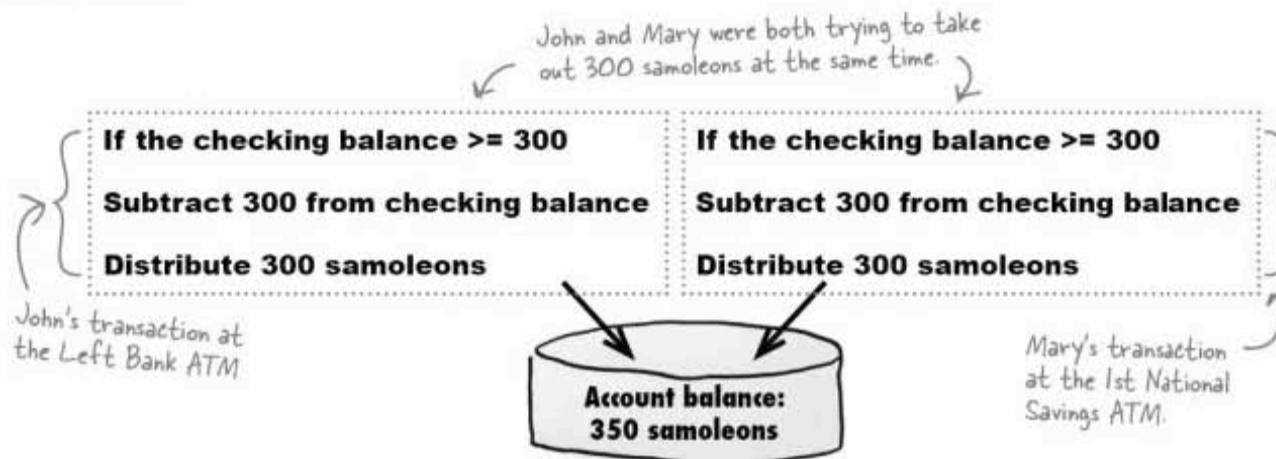 John and Mary were both trying to take
out 300 samoleons at the same time.
If the checking balance >= 300
Subtract 300 from checking balance
Distribute 300 samoleons
If the checking balance >= 300
Subtract 300 from checking balance
Distribute 300 samoleons
John's transaction at
the Left Bank ATM
Account balance:
350 samoleons
Mary's transaction
at the 1st National
Savings ATM.